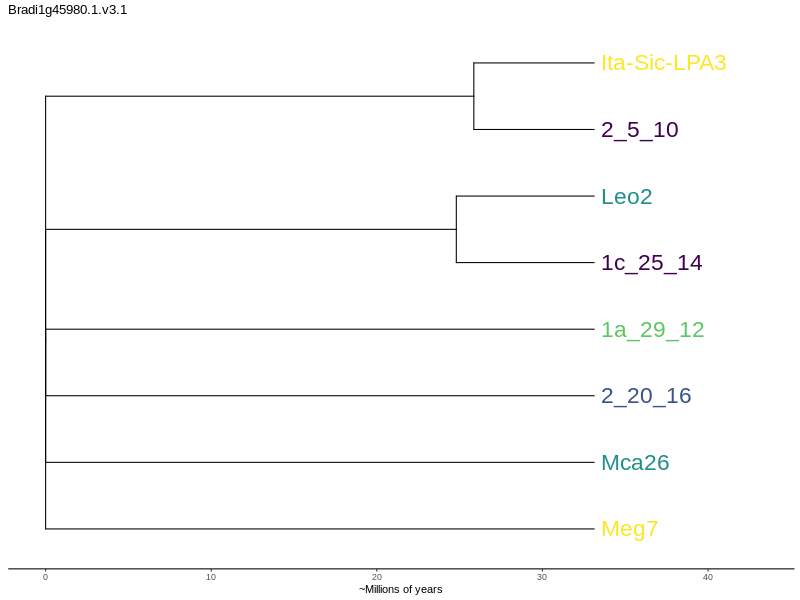 Bradi1g45980.1.v3.1
Ita-Sic-LPA3
2_5_10
Leo2
1c_25_14
1a_29_12
2_20_16
Mca26
Meg7
0 10 20 30 40
~Millions of years